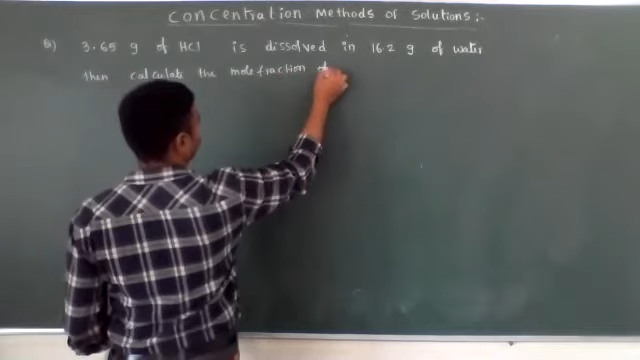 Concentration Methods of Solutions:-
Q1) 3.65 g of HCl is dissolved in 16.2 g of water
then calculate the mole fraction